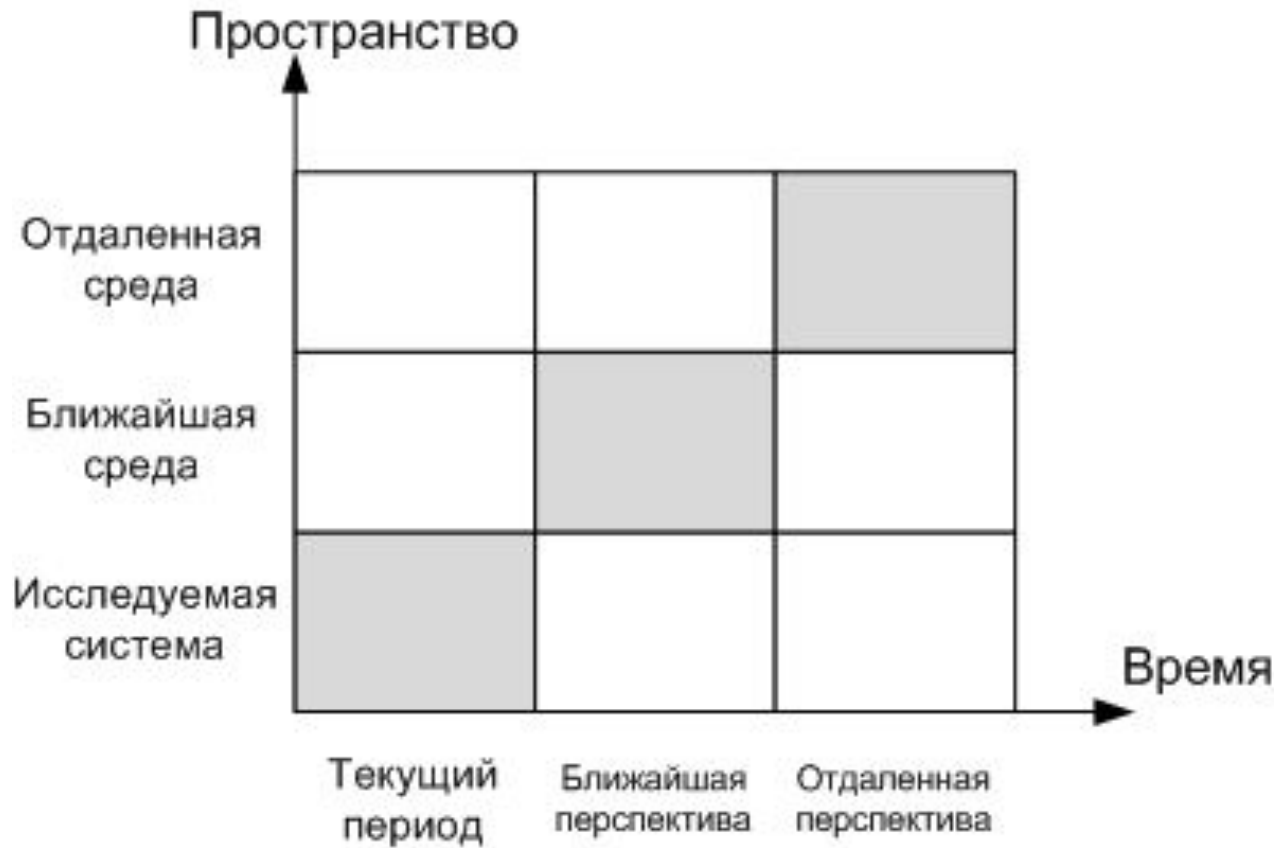 Пространство
Отдаленная
среда
Ближайшая
среда
Исследуемая
система
Время
Текущий
период
Ближайшая
перспектива
Отдаленная
перспектива